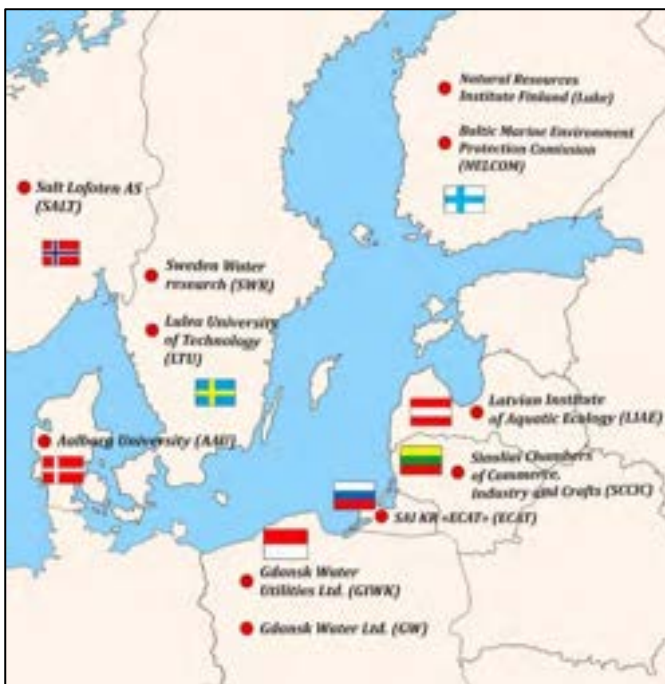 Natural Resources
Institute Finland (Luke)
Baltic Marine Environment
Protection Comission
(HELCOM)
Salt Lofoten AS
(SALT)
Sweden Water
research (SWR)
Lulea University
of Technology
(LTU)
Latvian Institute
of Aquatic Ecology (LIAE)
Aalborg University (AAU)
Siauliai Chambers
of Commerce,
Industry and Crafts (SCCIC)
SAI KR «ECAT» (ECAT)
Gdansk Water
Utilities Ltd. (GIWK)
Gdansk Water Ltd. (GW)